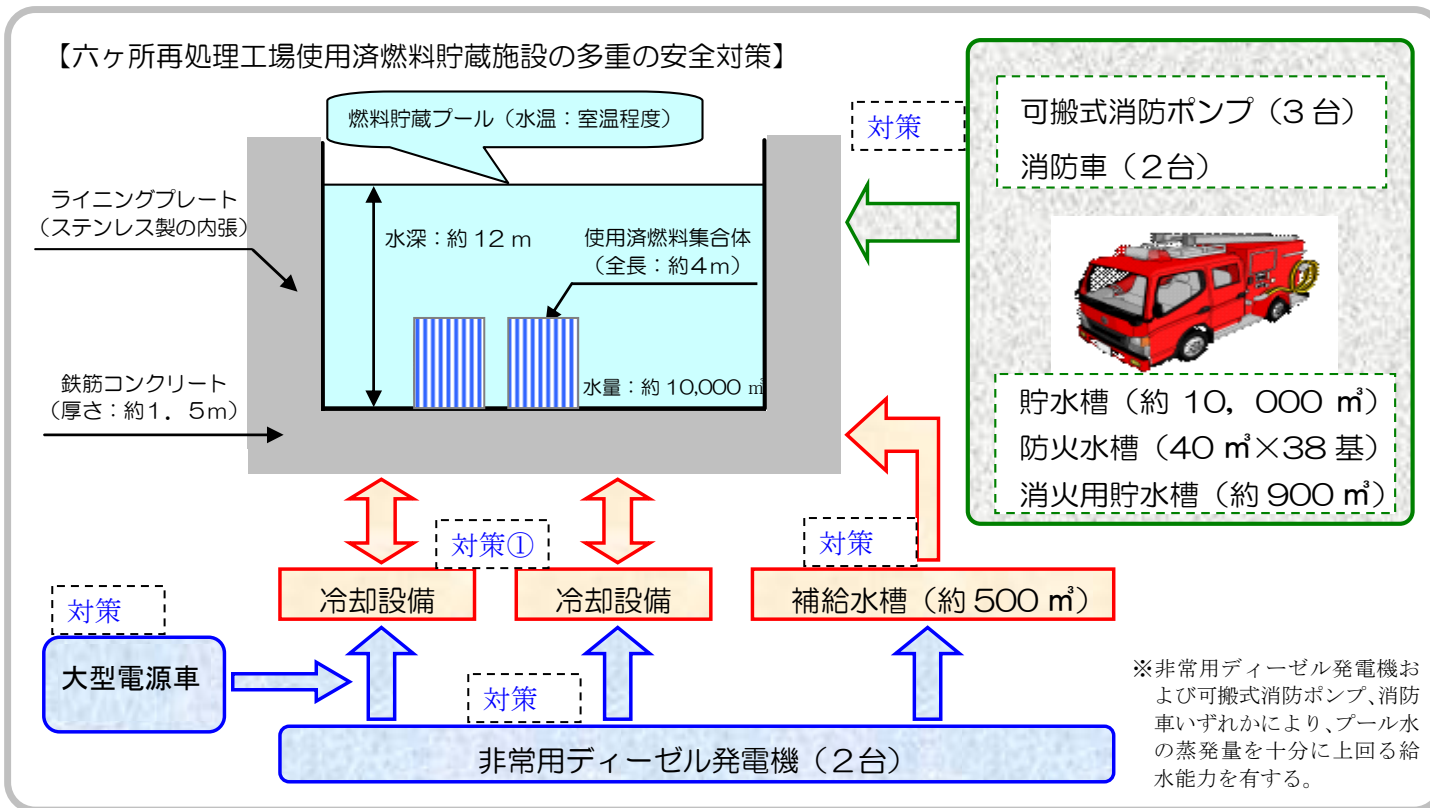 【六ヶ所再処理工場使用済燃料貯蔵施設の多重の安全対策】
燃料貯蔵プール（水温：室温程度）
ライニングプレート
（ステンレス製の内張）
水深：約12ｍ
使用済燃料集合体
（全長：約4ｍ）
鉄筋コンクリート
（厚さ：約1．5ｍ）
水量：約10,000 ㎥
対策
可搬式消防ポンプ（3台）
消防車（2台）
貯水槽（約 10，000 ㎥）
防火水槽（40 ㎥×38 基）
消火用貯水槽（約 900 ㎥）
対策①
対策
冷却設備
冷却設備
補給水槽（約 500 ㎥）
対策
大型電源車
対策
非常用ディーゼル発電機（2台）
※非常用ディーゼル発電機お
よび可搬式消防ポンプ、消防
車いずれかにより、プール水
の蒸発量を十分に上回る給
水能力を有する。